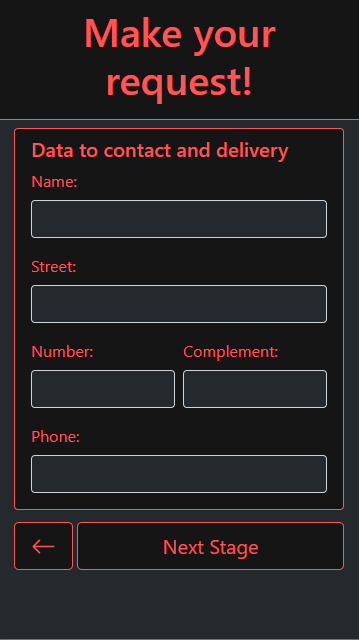 Make your
request!
Data to contact and delivery
Name:
Street:
Number: Complement:
Phone:
Next Stage